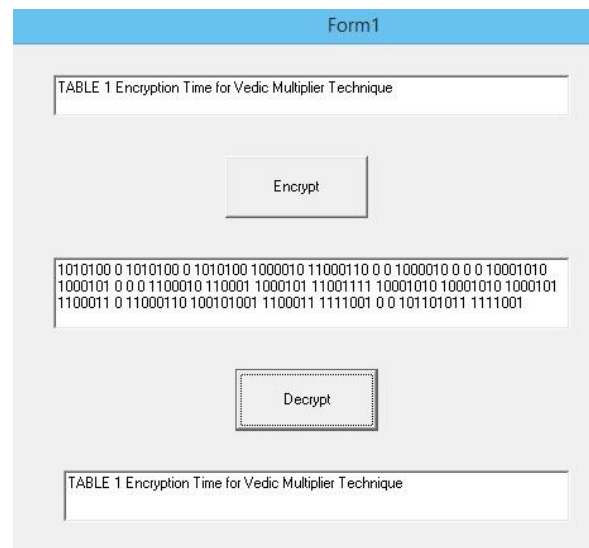 Form1
TABLE 1 Encryption Time for Vedic Multiplier Technique
Encrypt
1010100 0 1010100 0 1010100 1000010 11000110 0 0 1000010 0 0 0 10001010
1000101 0 0 0 1100010 110001 1000101 11001111 10001010 10001010 1000101
1100011 0 11000110 100101001 1100011 1111001 0 0 101101011 1111001
Decrypt
TABLE 1 Encryption Time for Vedic Multiplier Technique